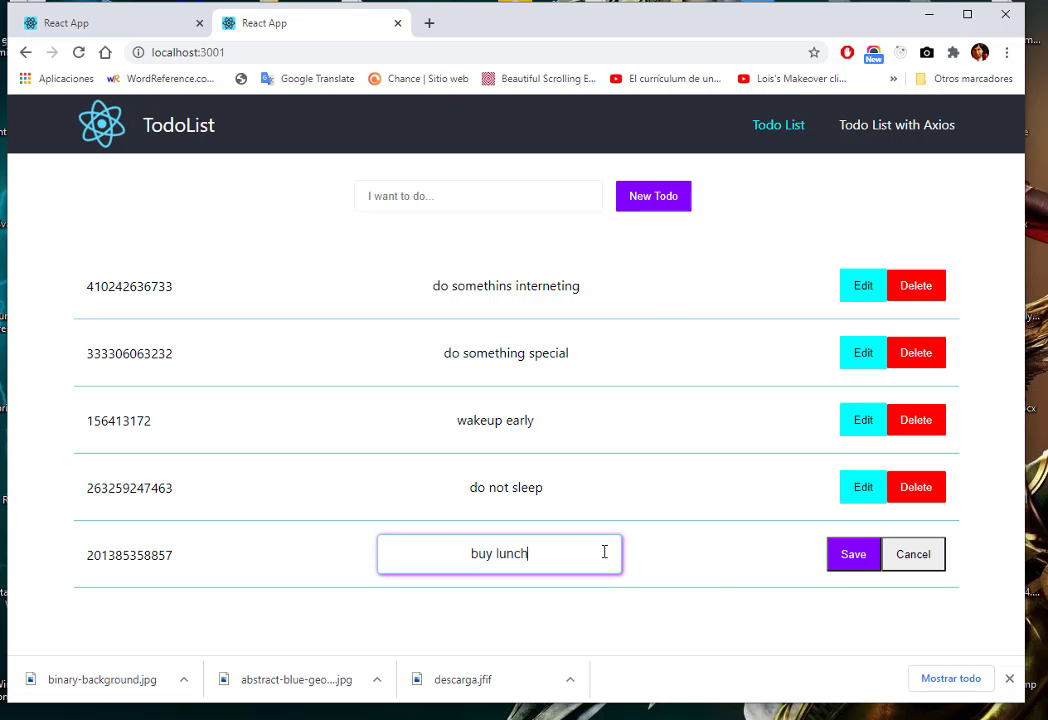 React App
React App
localhost:3001
New
Aplicaciones
WordReference.co...
Google Translate
Chance | Sitio web
Beautiful Scrolling E...
El currículum de un...
Lois's Makeover cli...
»
Otros marcadores
TodoList
Todo List
Todo List with Axios
I want to do...
New Todo
410242636733
do somethins interneting
Edit
Delete
333306063232
do something special
Edit
Delete
156413172
wakeup early
Edit
Delete
263259247463
do not sleep
Edit
Delete
201385358857
buy lunch
Save
Cancel
binary-background.jpg
abstract-blue-geo....jpg
descarga.jfif
Mostrar todo